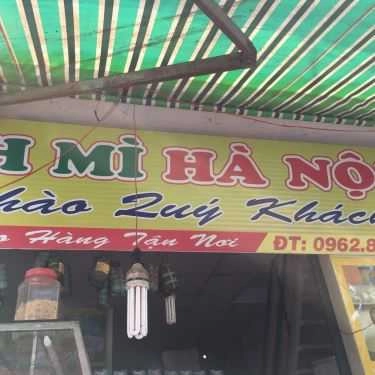 H MÌ HÀ NỘ
hào Quý Khác
o Hàng Tận Nơi ĐT: 0962.8